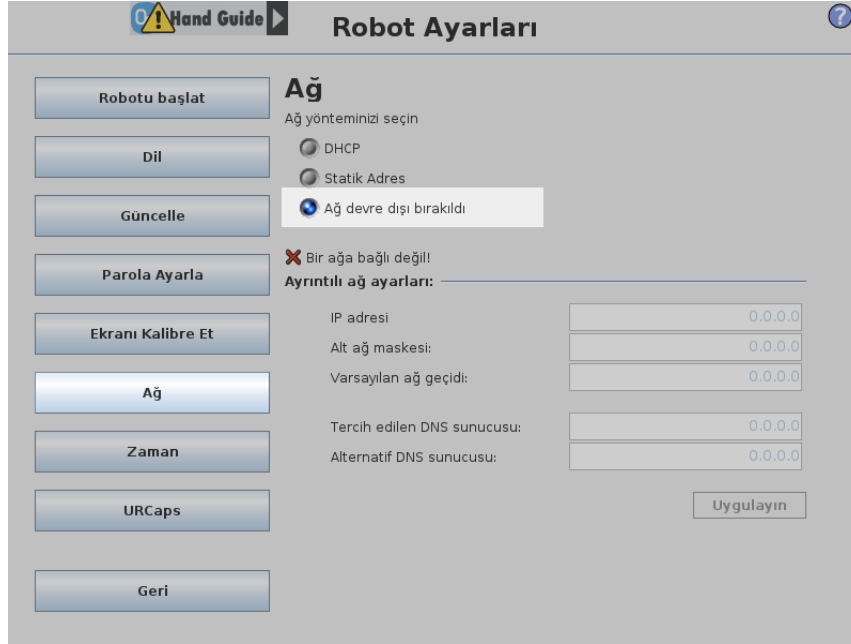 Hand Guide
Robot Ayarları
?
Robotu başlat
Dil
Güncelle
Parola Ayarla
Ekranı Kalibre Et
Ağ
Zaman
URCaps
Geri
Ağ
Ağ yönteminizi seçin
DHCP
Statik Adres
Ağ devre dışı bırakıldı
Bir ağa bağlı değil!
Ayrıntılı ağ ayarları:
IP adresi 0.0.0.0
Alt ağ maskesi: 0.0.0.0
Varsayılan ağ geçidi: 0.0.0.0
Tercih edilen DNS sunucusu: 0.0.0.0
Alternatif DNS sunucusu: 0.0.0.0
Uygulayın